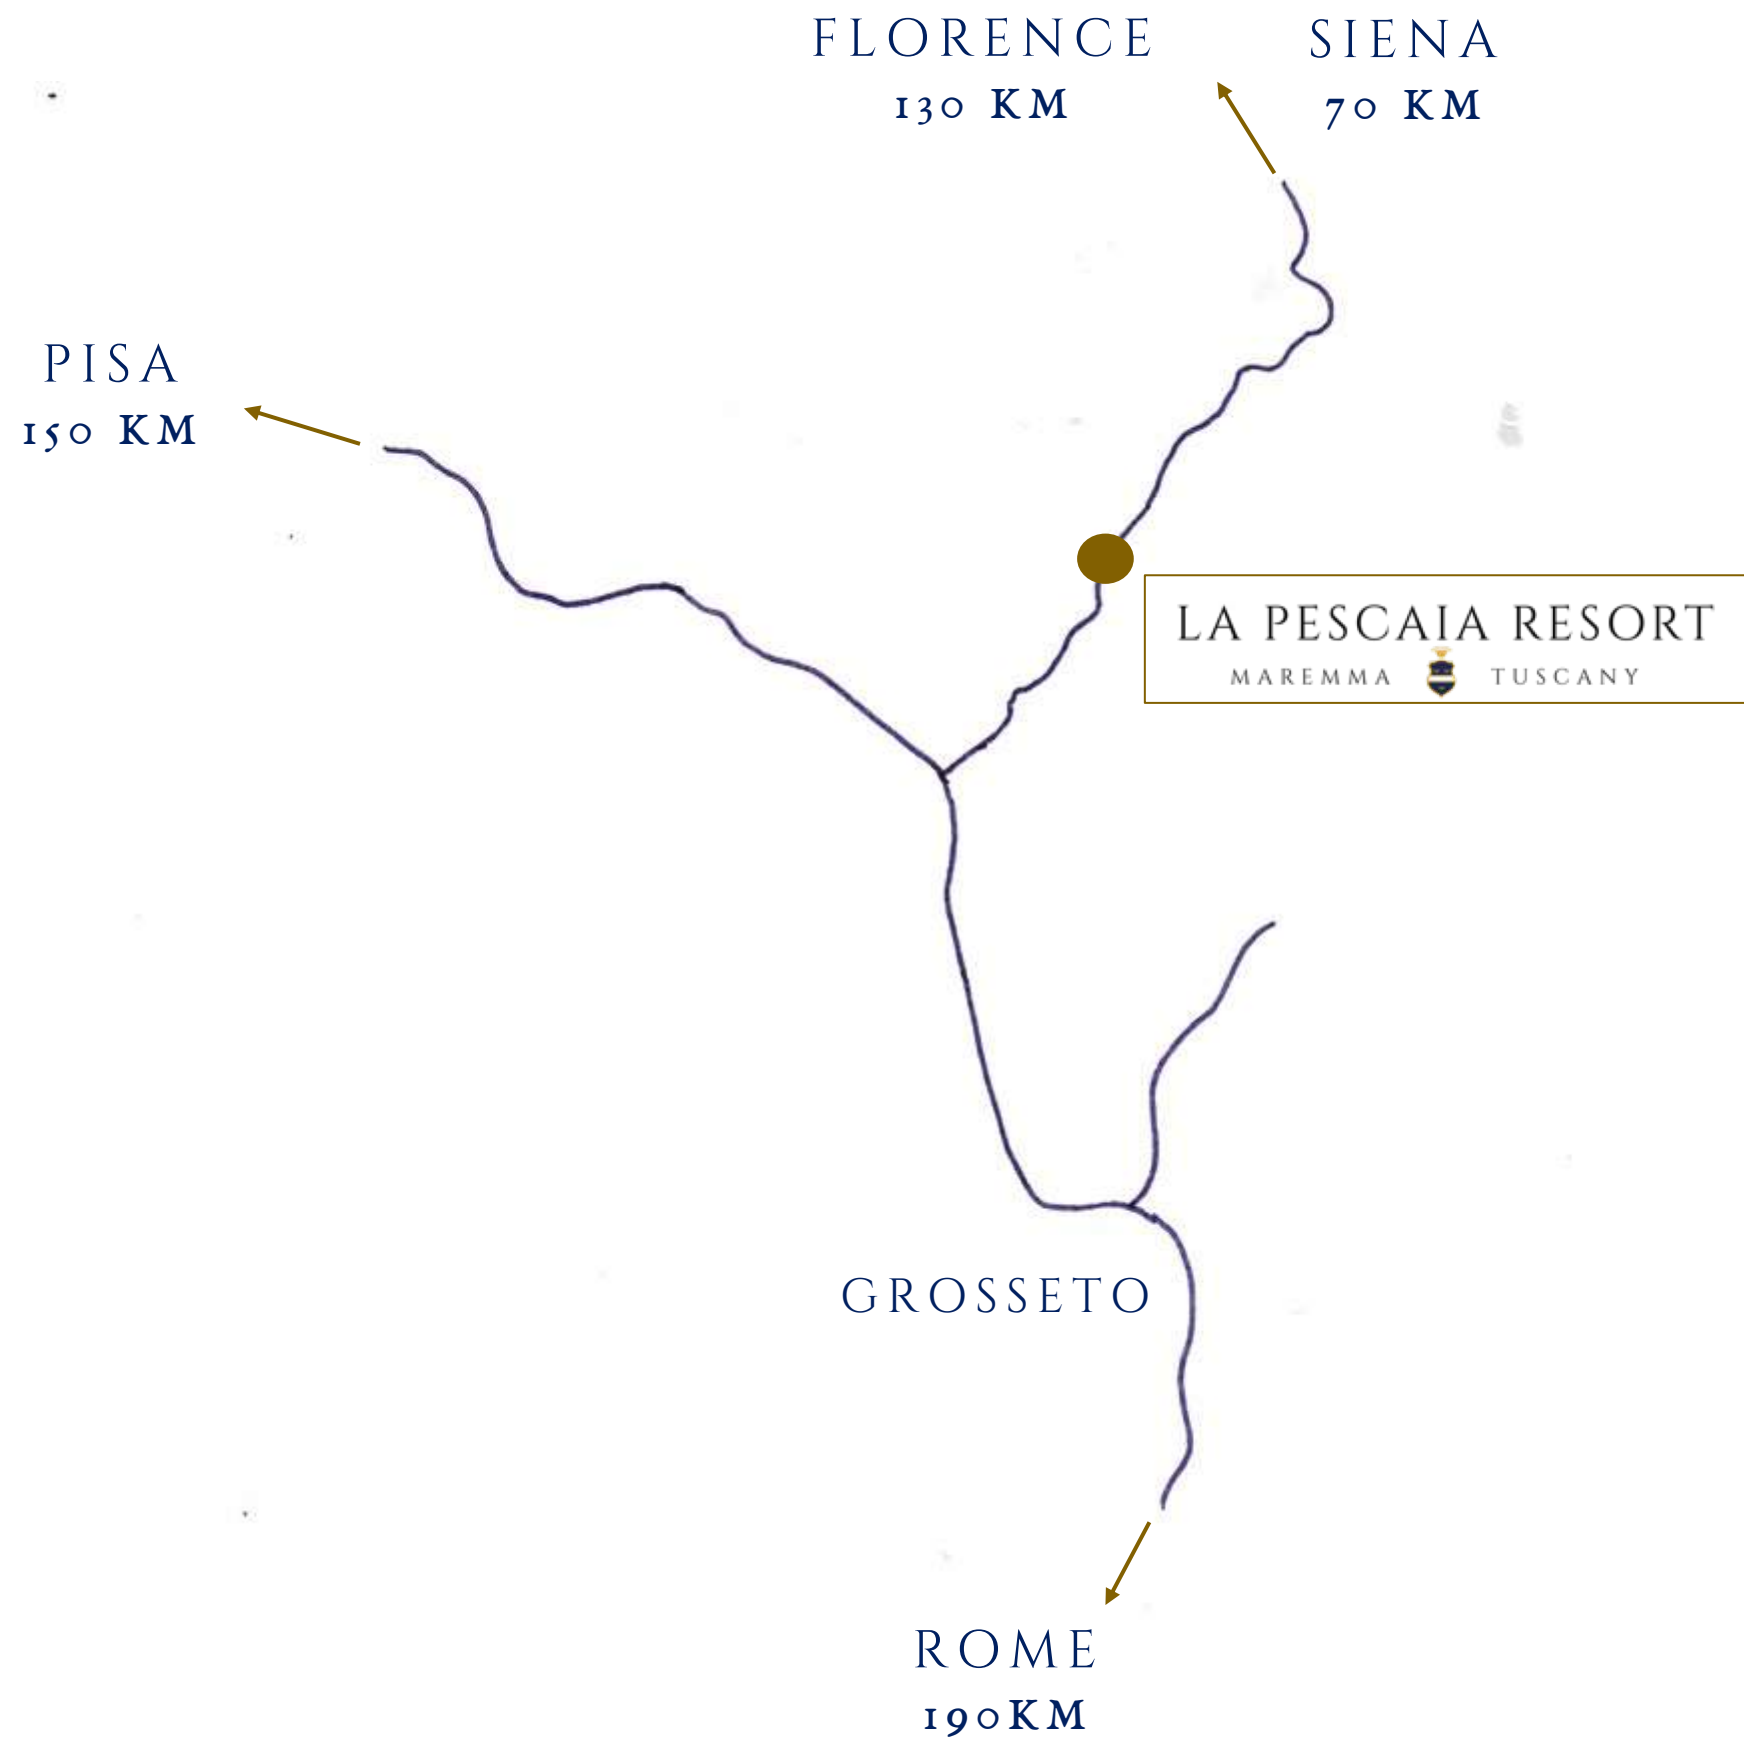 FLORENCE
130 KM
SIENA
70 KM
PISA
150 KM
LA PESCAIA RESORT
MAREMMA TUSCANY
GROSSETO
ROME
190KM